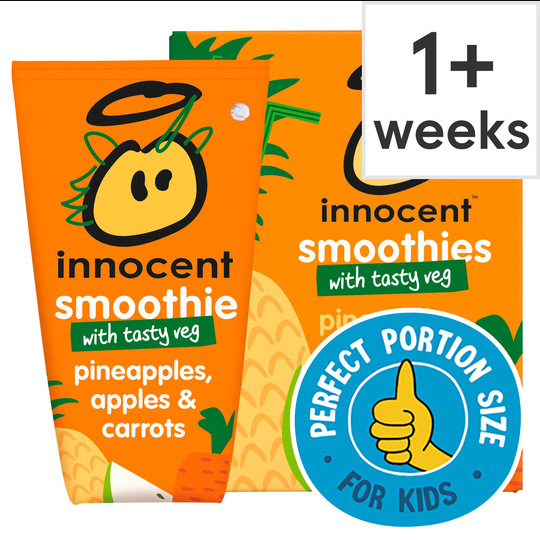 1+
weeks
innocent
smoothie
with tasty veg
pineapples,
apples &
carrots
innocent™
smoothies
with tasty veg
PERFECT PORTION SIZE
• FOR KIDS •